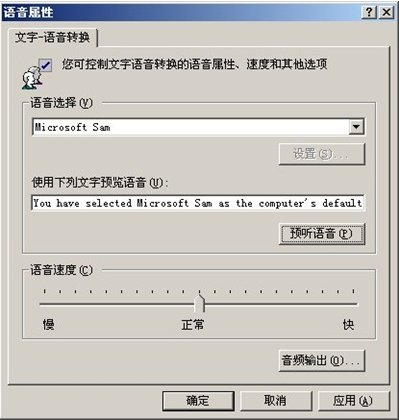 语音属性
文字-语音转换
您可控制文字语音转换的语音属性、速度和其他选项
语音选择(V)
Microsoft Sam
设置(S)...
使用下列文字预览语音(U):
You have selected Microsoft Sam as the computer's default
预听语音(P)
语音速度(C)
慢 正常 快
音频输出(O)...
确定 取消 应用(A)